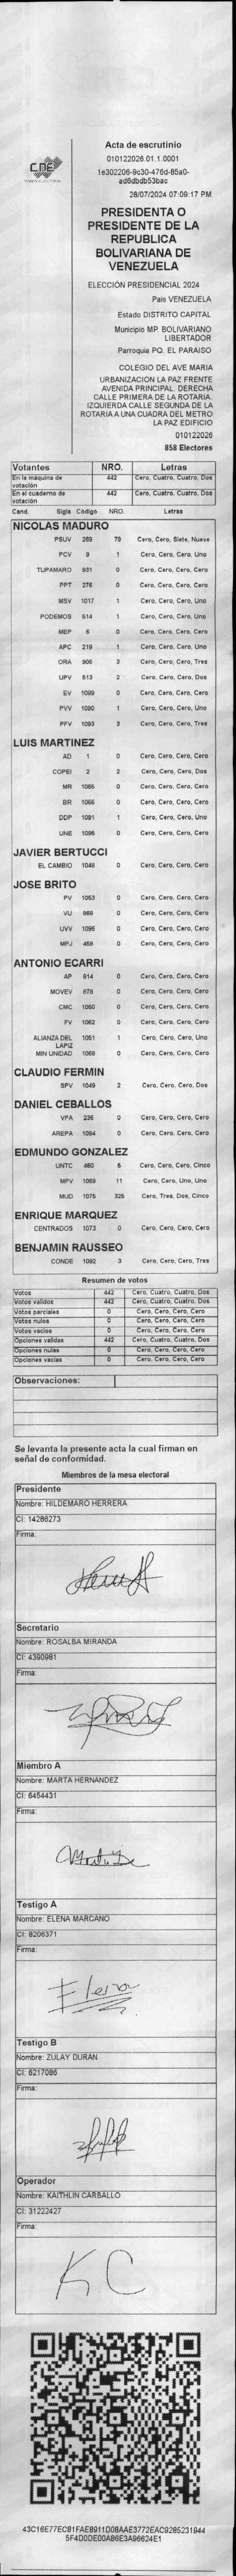 CNE
Acta de escrutinio
010122026.01.1.0001
1e302206-9c30-476d-85a0-
ad6dbdb53bac
28/07/2024 07:09:17 PM
PRESIDENTA O
PRESIDENTE DE LA
REPUBLICA
BOLIVARIANA DE
VENEZUELA
ELECCIÓN PRESIDENCIAL 2024
Pais VENEZUELA
Estado DISTRITO CAPITAL
Municipio MP. BOLIVARIANO
LIBERTADOR
Parroquia PQ. EL PARAISO
COLEGIO DEL AVE MARIA
URBANIZACION LA PAZ FRENTE
AVENIDA PRINCIPAL. DERECHA
CALLE PRIMERA DE LA ROTARIA.
IZQUIERDA CALLE SEGUNDA DE LA
ROTARIA A UNA CUADRA DEL METRO
LA PAZ EDIFICIO
010122026
858 Electores
Votantes NRO. Letras
En la máquina de votación 442 Cero, Cuatro, Cuatro, Dos
En el cuaderno de votación 442 Cero, Cuatro, Cuatro, Dos
Cand. Sigla Código NRO. Letras
NICOLAS MADURO
PSUV 269 79 Cero, Cero, Siete, Nueve
PCV 9 1 Cero, Cero, Cero, Uno
TUPAMARO 931 0 Cero, Cero, Cero, Cero
PPT 276 0 Cero, Cero, Cero, Cero
MSV 1017 1 Cero, Cero, Cero, Uno
PODEMOS 514 1 Cero, Cero, Cero, Uno
MEP 6 0 Cero, Cero, Cero, Cero
APC 219 1 Cero, Cero, Cero, Uno
ORA 906 3 Cero, Cero, Cero, Tres
UPV 613 2 Cero, Cero, Cero, Dos
EV 1099 0 Cero, Cero, Cero, Cero
PVV 1090 1 Cero, Cero, Cero, Uno
PFV 1093 3 Cero, Cero, Cero, Tres
LUIS MARTINEZ
AD 1 0 Cero, Cero, Cero, Cero
COPEI 2 2 Cero, Cero, Cero, Dos
MR 1065 0 Cero, Cero, Cero, Cero
BR 1066 0 Cero, Cero, Cero, Cero
DDP 1091 1 Cero, Cero, Cero, Uno
UNE 1095 0 Cero, Cero, Cero, Cero
JAVIER BERTUCCI
EL CAMBIO 1048 0 Cero, Cero, Cero, Cero
JOSE BRITO
PV 1053 0 Cero, Cero, Cero, Cero
VU 869 0 Cero, Cero, Cero, Cero
UVV 1096 0 Cero, Cero, Cero, Cero
MPJ 456 0 Cero, Cero, Cero, Cero
ANTONIO ECARRI
AP 914 0 Cero, Cero, Cero, Cero
MOVEV 878 0 Cero, Cero, Cero, Cero
CMC 1050 0 Cero, Cero, Cero, Cero
FV 1062 0 Cero, Cero, Cero, Cero
ALIANZA DEL LAPIZ 1051 1 Cero, Cero, Cero, Uno
MIN UNIDAD 1069 0 Cero, Cero, Cero, Cero
CLAUDIO FERMIN
SPV 1049 2 Cero, Cero, Cero, Dos
DANIEL CEBALLOS
VPA 236 0 Cero, Cero, Cero, Cero
AREPA 1094 0 Cero, Cero, Cero, Cero
EDMUNDO GONZALEZ
UNTC 460 5 Cero, Cero, Cero, Cinco
MPV 1069 11 Cero, Cero, Uno, Uno
MUD 1075 325 Cero, Tres, Dos, Cinco
ENRIQUE MARQUEZ
CENTRADOS 1073 0 Cero, Cero, Cero, Cero
BENJAMIN RAUSSEO
CONDE 1092 3 Cero, Cero, Cero, Tres
Resumen de votos
Votos 442 Cero, Cuatro, Cuatro, Dos
Votos validos 442 Cero, Cuatro, Cuatro, Dos
Votos parciales 0 Cero, Cero, Cero, Cero
Votos nulos 0 Cero, Cero, Cero, Cero
Votos vacios 0 Cero, Cero, Cero, Cero
Opciones validas 442 Cero, Cuatro, Cuatro, Dos
Opciones nulas 0 Cero, Cero, Cero, Cero
Opciones vacias 0 Cero, Cero, Cero, Cero
Observaciones:
Se levanta la presente acta la cual firman en
señal de conformidad.
Miembros de la mesa electoral
Presidente
Nombre: HILDEMARO HERRERA
CI: 14286273
Firma:
Secretario
Nombre: ROSALBA MIRANDA
CI: 4390981
Firma:
Miembro A
Nombre: MARTA HERNANDEZ
CI: 6454431
Firma:
Testigo A
Nombre: ELENA MARCANO
CI: 8206371
Firma:
Elena
Testigo B
Nombre: ZULAY DURAN
CI: 6217086
Firma:
Operador
Nombre: KAITHLIN CARBALLO
CI: 31222427
Firma:
KC
43C16E77EC81FAE8911D08AAE3772EAC9285231944
5F4D0DE00A86E3A96624E1